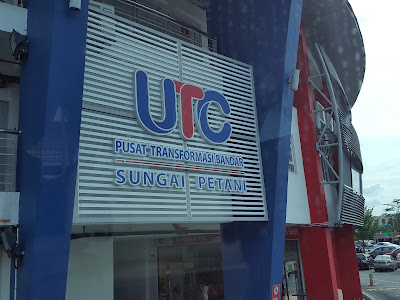 UTC
PUSAT TRANSFORMASI BANDAR
SUNGAI PETANI